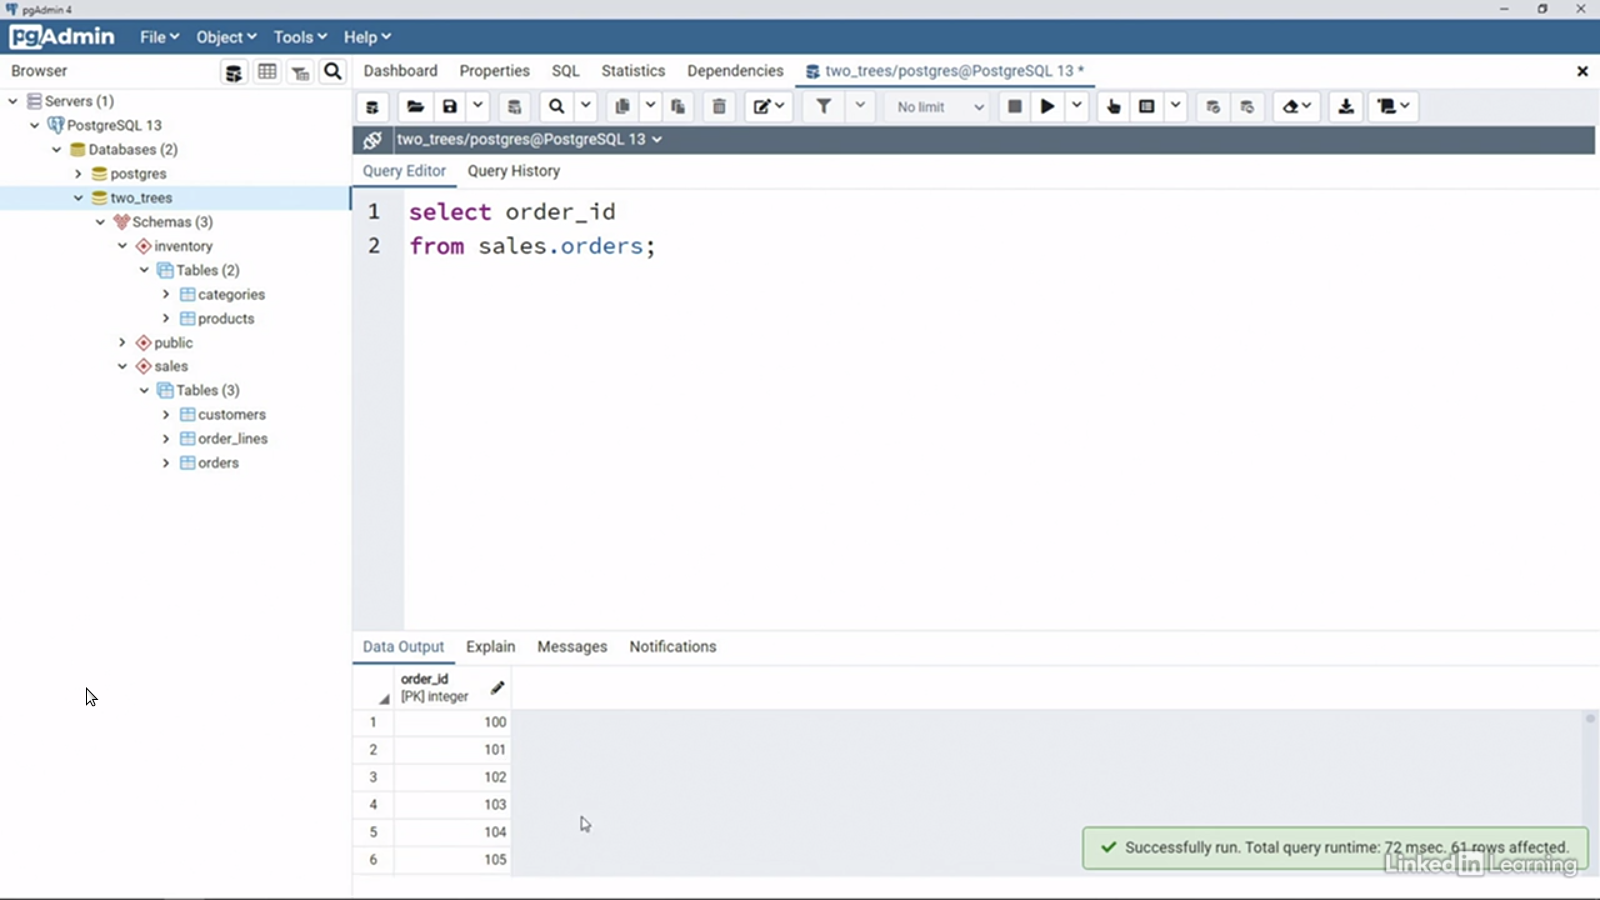 pgAdmin 4
pgAdmin File Object Tools Help
Browser
Dashboard Properties SQL Statistics Dependencies two_trees/postgres@PostgreSQL 13 *
Servers (1)
PostgreSQL 13
Databases (2)
postgres
two_trees
Schemas (3)
inventory
Tables (2)
categories
products
public
sales
Tables (3)
customers
order_lines
orders
No limit
two_trees/postgres@PostgreSQL 13
Query Editor Query History
1 select order_id
2 from sales.orders;
Data Output Explain Messages Notifications
order_id
[PK] integer
1 100
2 101
3 102
4 103
5 104
6 105
Successfully run. Total query runtime: 72 msec. 61 rows affected.
Linked in Learning